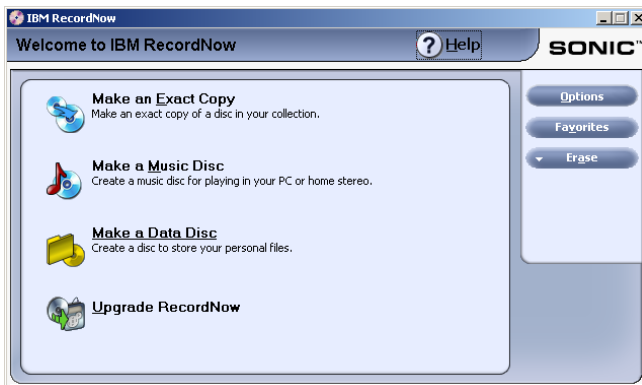 IBM RecordNow
Welcome to IBM RecordNow
? Help
SONIC™
Make an Exact Copy
Make an exact copy of a disc in your collection.
Make a Music Disc
Create a music disc for playing in your PC or home stereo.
Make a Data Disc
Create a disc to store your personal files.
Upgrade RecordNow
Options
Favorites
Erase